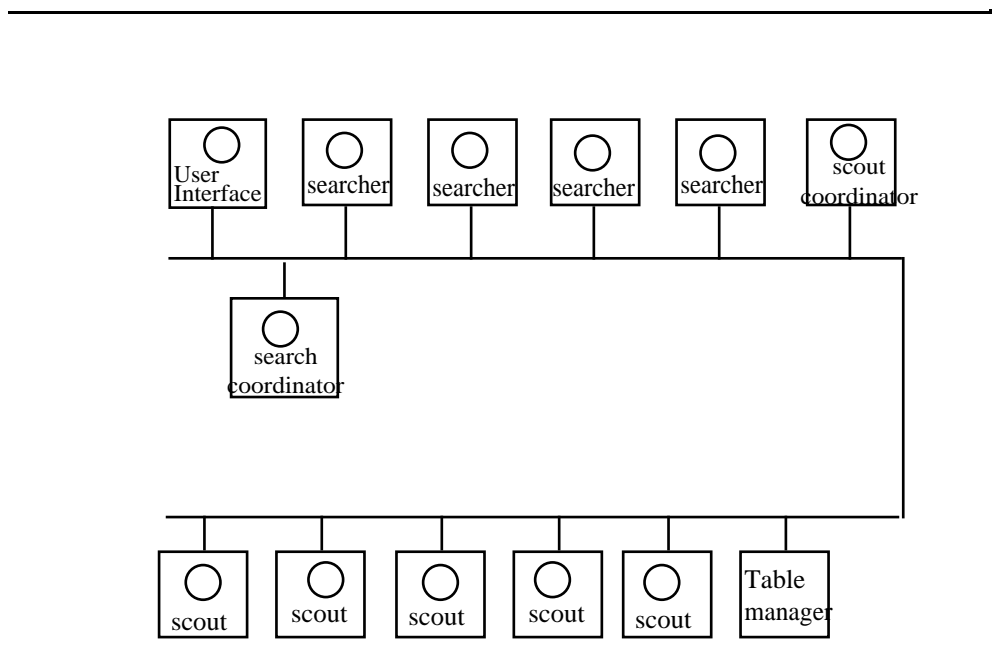 User
Interface
searcher
searcher
searcher
searcher
scout
coordinator
search
coordinator
scout
scout
scout
scout
scout
Table
manager